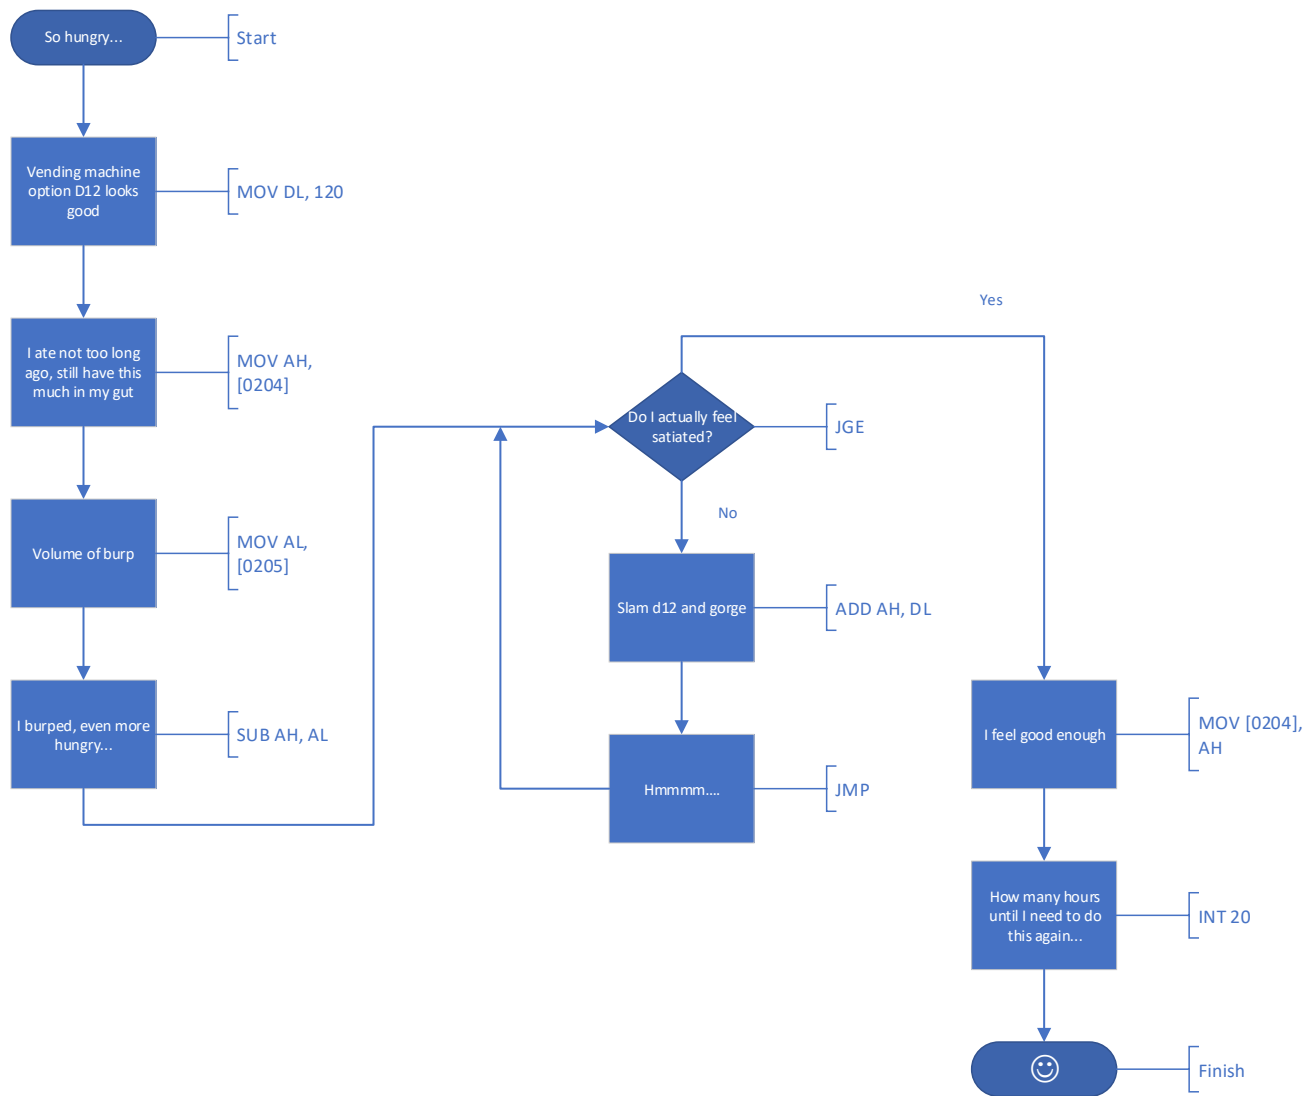 So hungry...
Start
Vending machine
option D12 looks
good
MOV DL, 120
I ate not too long
ago, still have this
much in my gut
MOV AH,
[0204]
Volume of burp
MOV AL,
[0205]
I burped, even more
hungry...
SUB AH, AL
Yes
Do I actually feel
satiated?
JGE
No
Slam d12 and gorge
ADD AH, DL
Hmmmm....
JMP
I feel good enough
MOV [0204],
AH
How many hours
until I need to do
this again...
INT 20
Finish